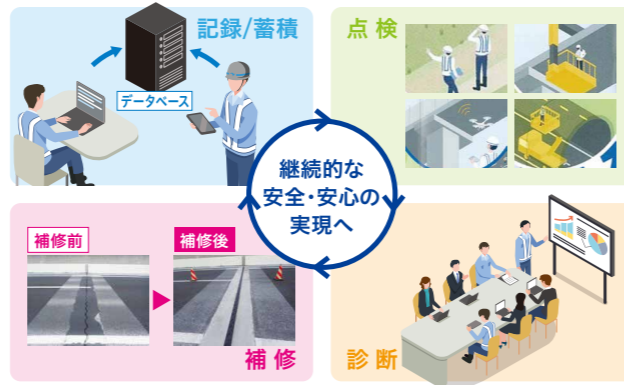 記録/蓄積
データベース
点検
継続的な
安全・安心の
実現へ
補修前
補修後
補修
診断